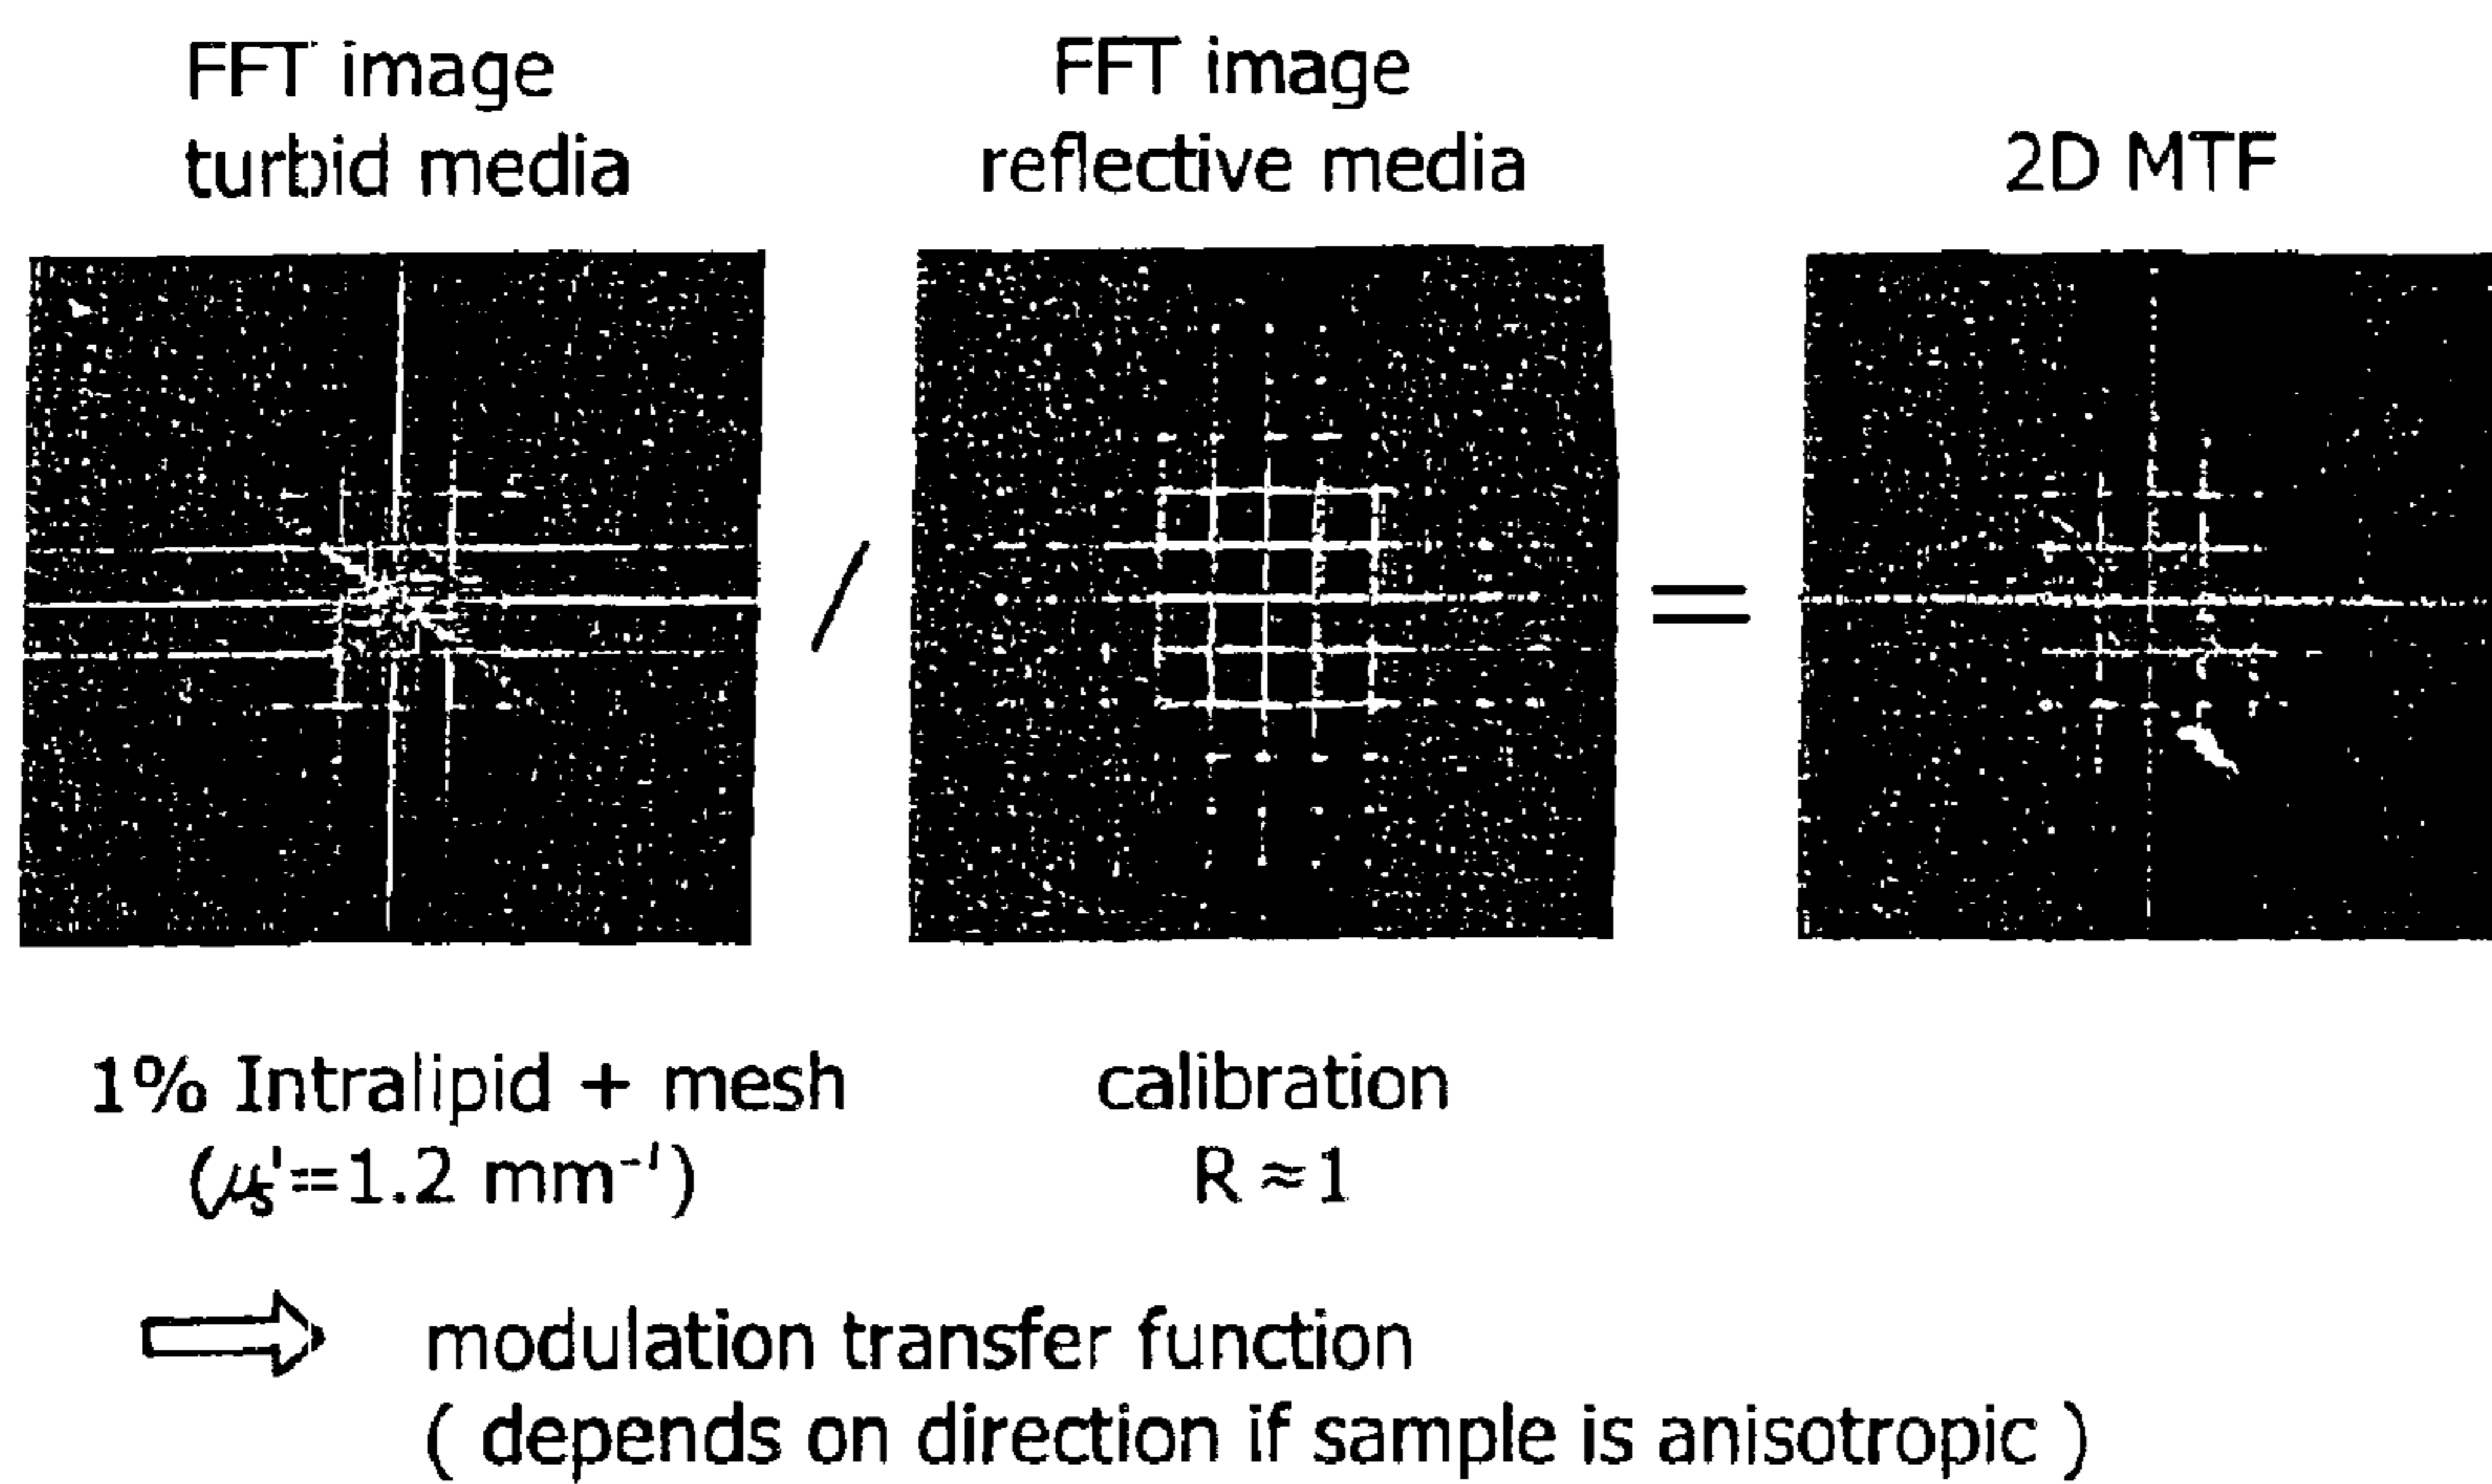 FFT image
turbid media
FFT image
reflective media
2D MTF
/
=
1% Intralipid + mesh
(μs'=1.2 mm⁻¹)
calibration
R ≈1
modulation transfer function
( depends on direction if sample is anisotropic )